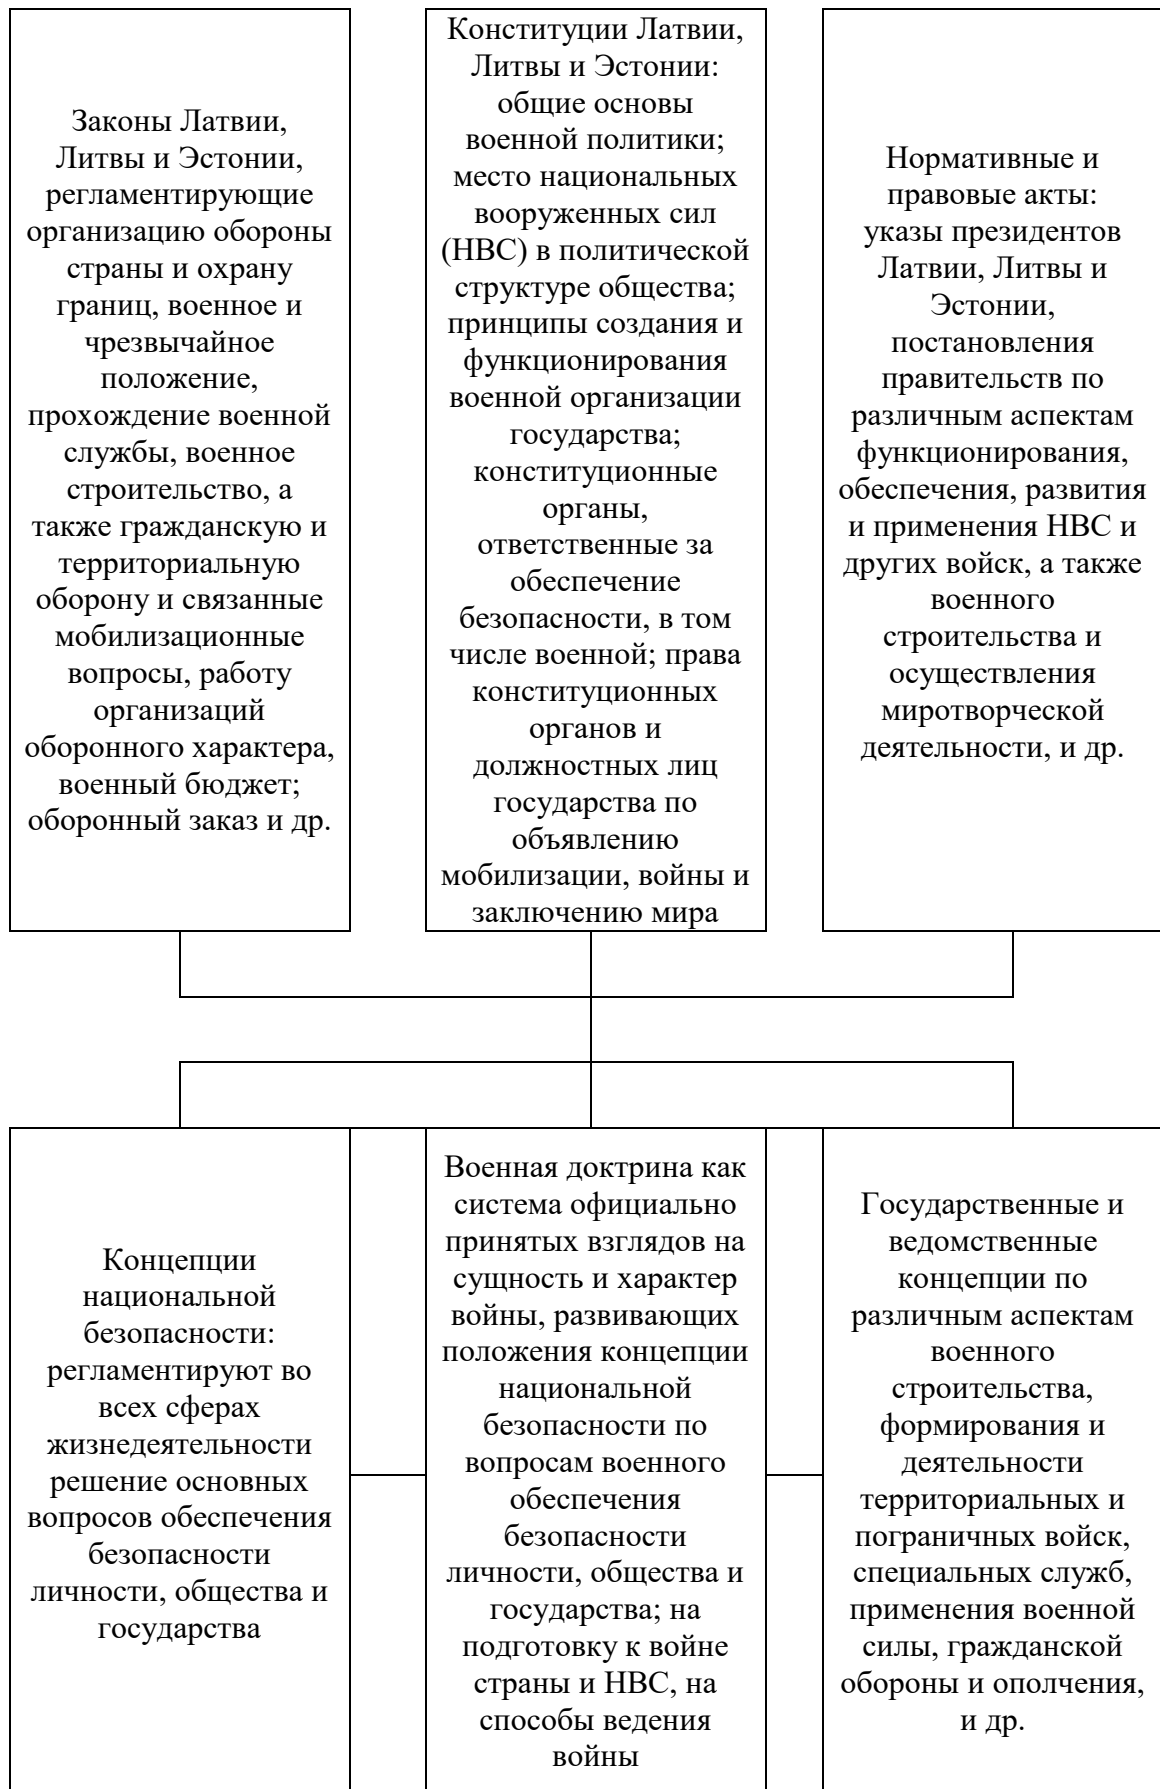 Законы Латвии,
Литвы и Эстонии,
регламентирующие
организацию обороны
страны и охрану
границ, военное и
чрезвычайное
положение,
прохождение военной
службы, военное
строительство, а
также гражданскую и
территориальную
оборону и связанные
мобилизационные
вопросы, работу
организаций
оборонного характера,
военный бюджет;
оборонный заказ и др.
Конституции Латвии,
Литвы и Эстонии:
общие основы
военной политики;
место национальных
вооруженных сил
(НВС) в политической
структуре общества;
принципы создания и
функционирования
военной организации
государства;
конституционные
органы,
ответственные за
обеспечение
безопасности, в том
числе военной; права
конституционных
органов и
должностных лиц
государства по
объявлению
мобилизации, войны и
заключению мира
Нормативные и
правовые акты:
указы президентов
Латвии, Литвы и
Эстонии,
постановления
правительств по
различным аспектам
функционирования,
обеспечения, развития
и применения НВС и
других войск, а также
военного
строительства и
осуществления
миротворческой
деятельности, и др.
Концепции
национальной
безопасности:
регламентируют во
всех сферах
жизнедеятельности
решение основных
вопросов обеспечения
безопасности
личности, общества и
государства
Военная доктрина как
система официально
принятых взглядов на
сущность и характер
войны, развивающих
положения концепции
национальной
безопасности по
вопросам военного
обеспечения
безопасности
личности, общества и
государства; на
подготовку к войне
страны и НВС, на
способы ведения
войны
Государственные и
ведомственные
концепции по
различным аспектам
военного
строительства,
формирования и
деятельности
территориальных и
пограничных войск,
специальных служб,
применения военной
силы, гражданской
обороны и ополчения,
и др.